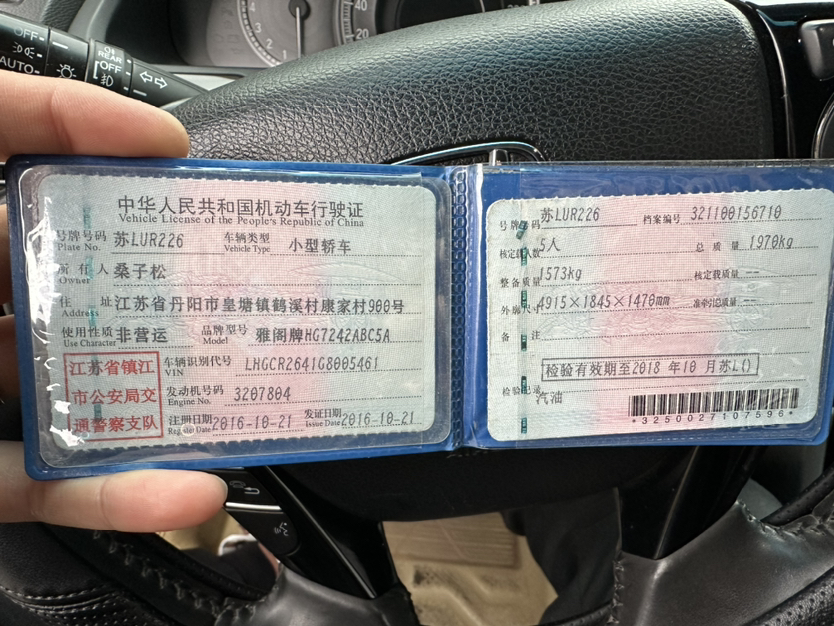 中华人民共和国机动车行驶证
Vehicle License of the People's Republic of China
号牌号码 苏LUR226 车辆类型 小型轿车
Plate No. Vehicle Type
所有人 桑子松
Owner
住址 江苏省丹阳市皇塘镇鹤溪村康家村900号
Address
使用性质 非营运 品牌型号 雅阁牌HG7242ABC5A
Use Character Model
江苏省镇江
市公安局交
通警察支队
车辆识别代号 LHGCR2641G8005461
VIN
发动机号码 3207804
Engine No.
注册日期 2016-10-21 发证日期 2016-10-21
Register Date Issue Date
号牌号码 苏LUR226 档案编号 321100156710
核定载人数 5人 总质量 1970kg
整备质量 1573kg 核定载质量 --
外廓尺寸 4915×1845×1470mm 准牵引总质量 --
备注
检验有效期至2018年10月苏L()
检验记录
汽油
*3250027107596*
OFF
AUTO
REAR
OFF
4
3
2
1
40
20